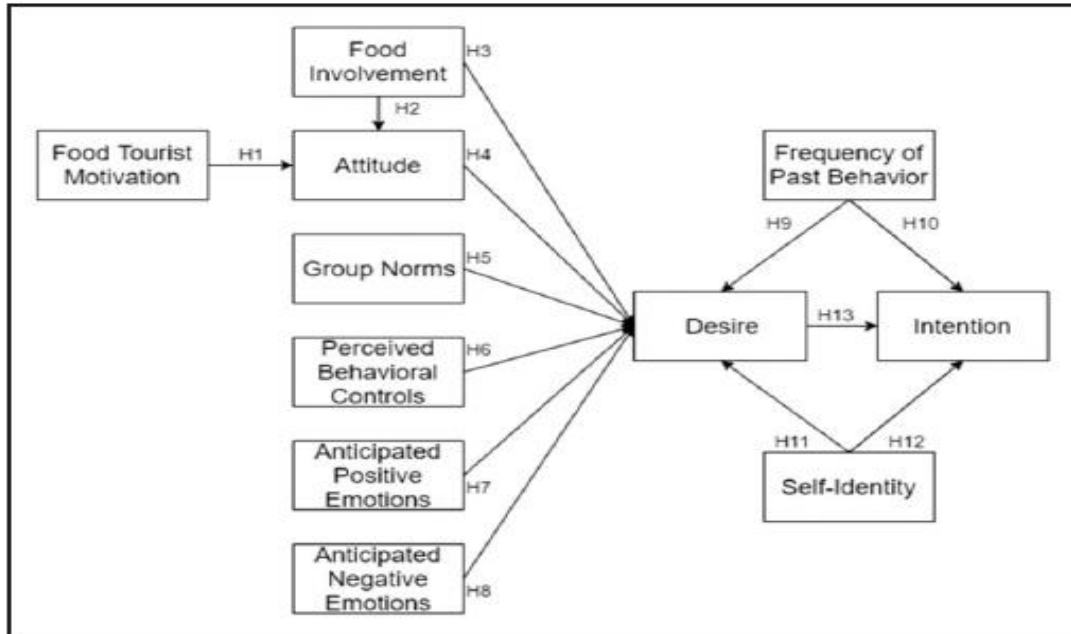 Food
Involvement
H3
H2
Food Tourist
Motivation
H1
Attitude
H4
Frequency of
Past Behavior
H9
H10
Group Norms
H5
Desire
H13
Intention
Perceived
Behavioral
Controls
H6
Anticipated
Positive
Emotions
H7
H11
H12
Self-Identity
Anticipated
Negative
Emotions
H8